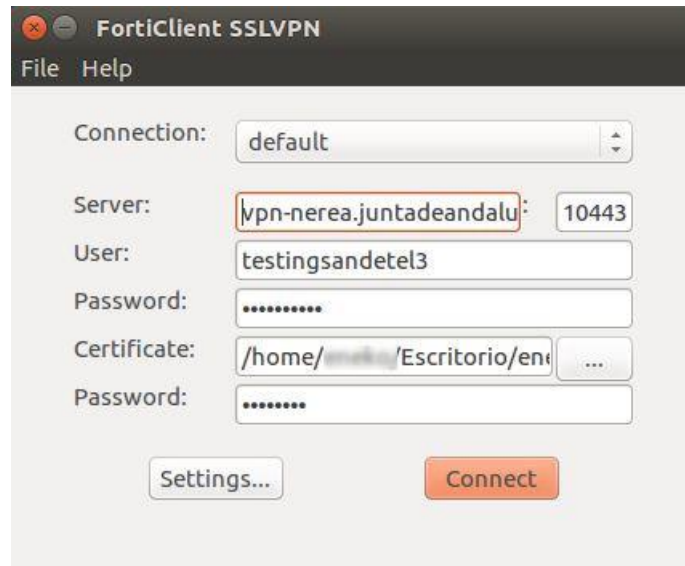 FortiClient SSLVPN
File Help
Connection: default
Server: vpn-nerea.juntadeandalu : 10443
User: testingsandetel3
Password: ••••••••••
Certificate: /home/ /Escritorio/ene ...
Password: ••••••••
Settings... Connect